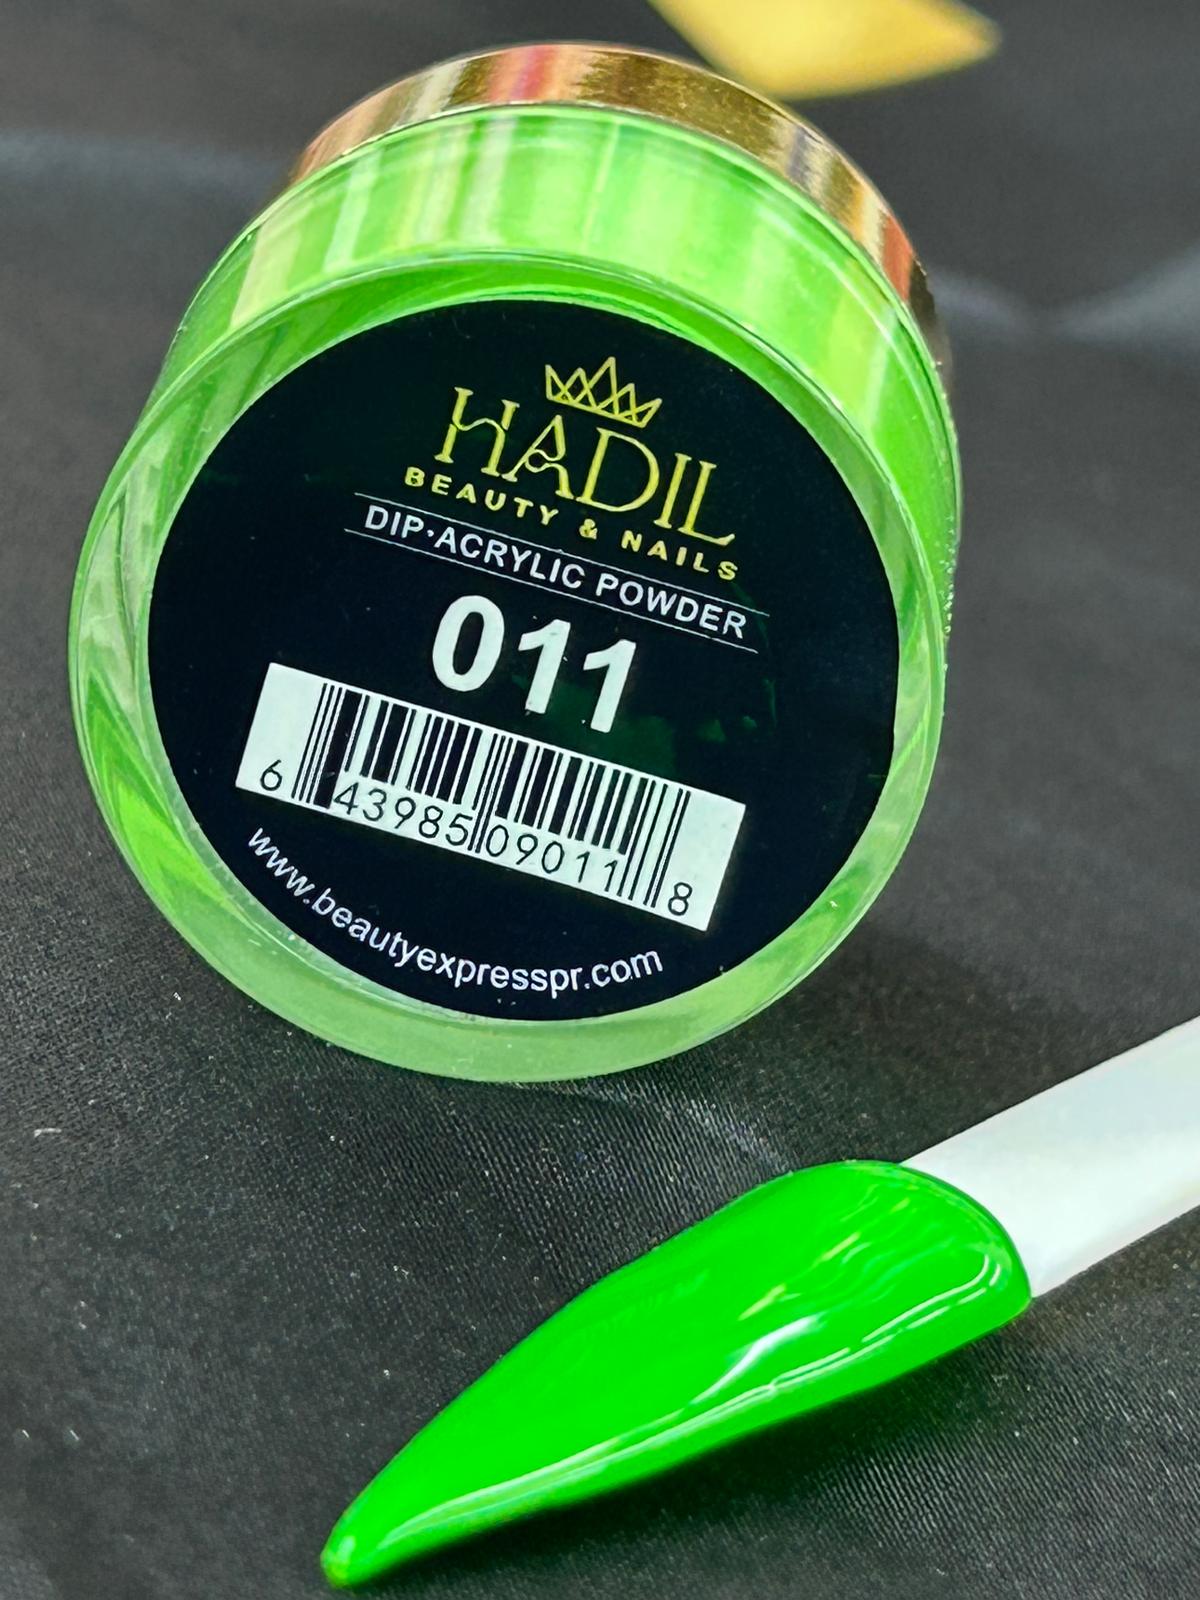 HADIL
BEAUTY & NAILS
DIP·ACRYLIC POWDER
011
6 43985 09011 8
www.beautyexpresspr.com